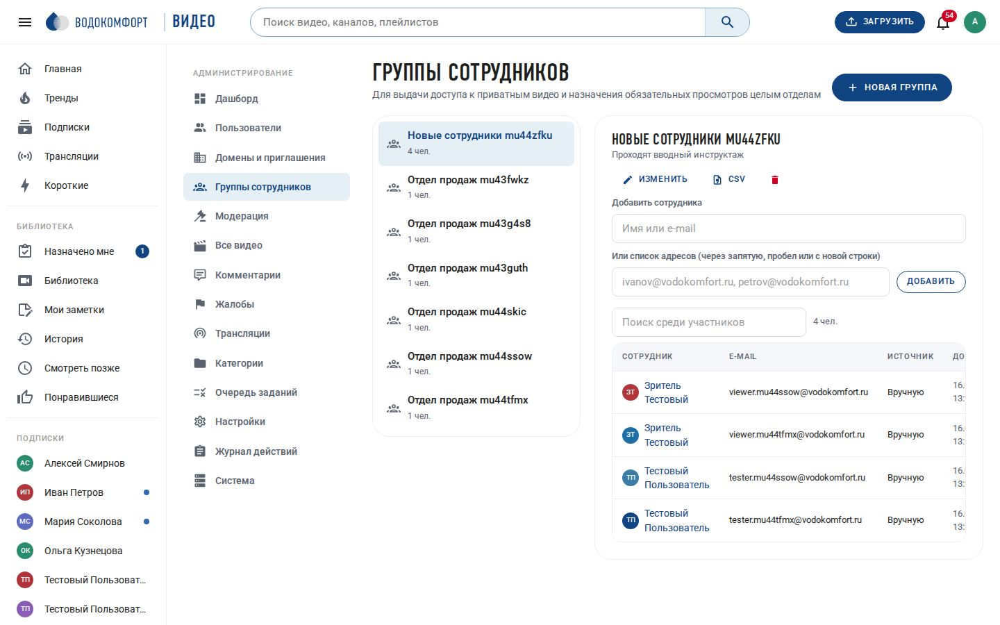 ВОДОКОМФОРТ
ВИДЕО
Поиск видео, каналов, плейлистов
ЗАГРУЗИТЬ
54
А
Главная
Тренды
Подписки
Трансляции
Короткие
БИБЛИОТЕКА
Назначено мне
1
Библиотека
Мои заметки
История
Смотреть позже
Понравившиеся
ПОДПИСКИ
АС
Алексей Смирнов
ИП
Иван Петров
МС
Мария Соколова
ОК
Ольга Кузнецова
ТП
Тестовый Пользоват...
ТП
Тестовый Пользоват...
АДМИНИСТРИРОВАНИЕ
Дашборд
Пользователи
Домены и приглашения
Группы сотрудников
Модерация
Все видео
Комментарии
Жалобы
Трансляции
Категории
Очередь заданий
Настройки
Журнал действий
Система
ГРУППЫ СОТРУДНИКОВ
Для выдачи доступа к приватным видео и назначения обязательных просмотров целым отделам
НОВАЯ ГРУППА
Новые сотрудники mu44zfku
4 чел.
Отдел продаж mu43fwkz
1 чел.
Отдел продаж mu43g4s8
1 чел.
Отдел продаж mu43guth
1 чел.
Отдел продаж mu44skic
1 чел.
Отдел продаж mu44ssow
1 чел.
Отдел продаж mu44tfmx
1 чел.
НОВЫЕ СОТРУДНИКИ MU44ZFKU
Проходят вводный инструктаж
ИЗМЕНИТЬ
CSV
Добавить сотрудника
Имя или e-mail
Или список адресов (через запятую, пробел или с новой строки)
ivanov@vodokomfort.ru, petrov@vodokomfort.ru
ДОБАВИТЬ
Поиск среди участников
4 чел.
СОТРУДНИК E-MAIL ИСТОЧНИК ДО
ЗТ
Зритель
Тестовый
viewer.mu44ssow@vodokomfort.ru
Вручную
16.
13:
ЗТ
Зритель
Тестовый
viewer.mu44tfmx@vodokomfort.ru
Вручную
16.
13:
ТП
Тестовый
Пользователь
tester.mu44ssow@vodokomfort.ru
Вручную
16.
13:
ТП
Тестовый
Пользователь
tester.mu44tfmx@vodokomfort.ru
Вручную
16.
13: